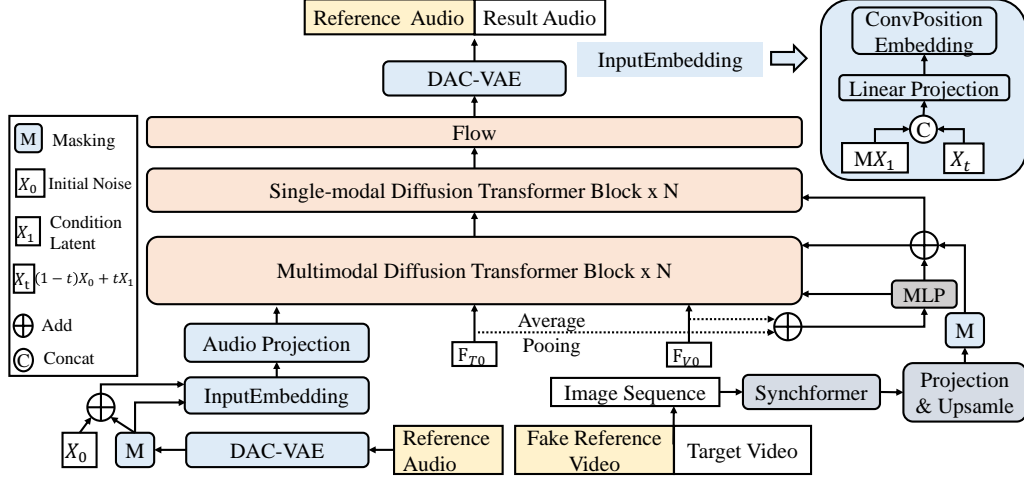 Reference Audio
Result Audio
DAC-VAE
InputEmbedding
ConvPosition
Embedding
Linear Projection
C
MX₁
Xₜ
Flow
Single-modal Diffusion Transformer Block x N
Multimodal Diffusion Transformer Block x N
M
Masking
X₀
Initial Noise
X₁
Condition
Latent
Xₜ
(1 − t)X₀ + tX₁
Add
C
Concat
MLP
Average
Pooing
F_T0
F_V0
M
Audio Projection
InputEmbedding
X₀
M
DAC-VAE
Reference
Audio
Image Sequence
Synchformer
Projection
& Upsamle
Fake Reference
Video
Target Video